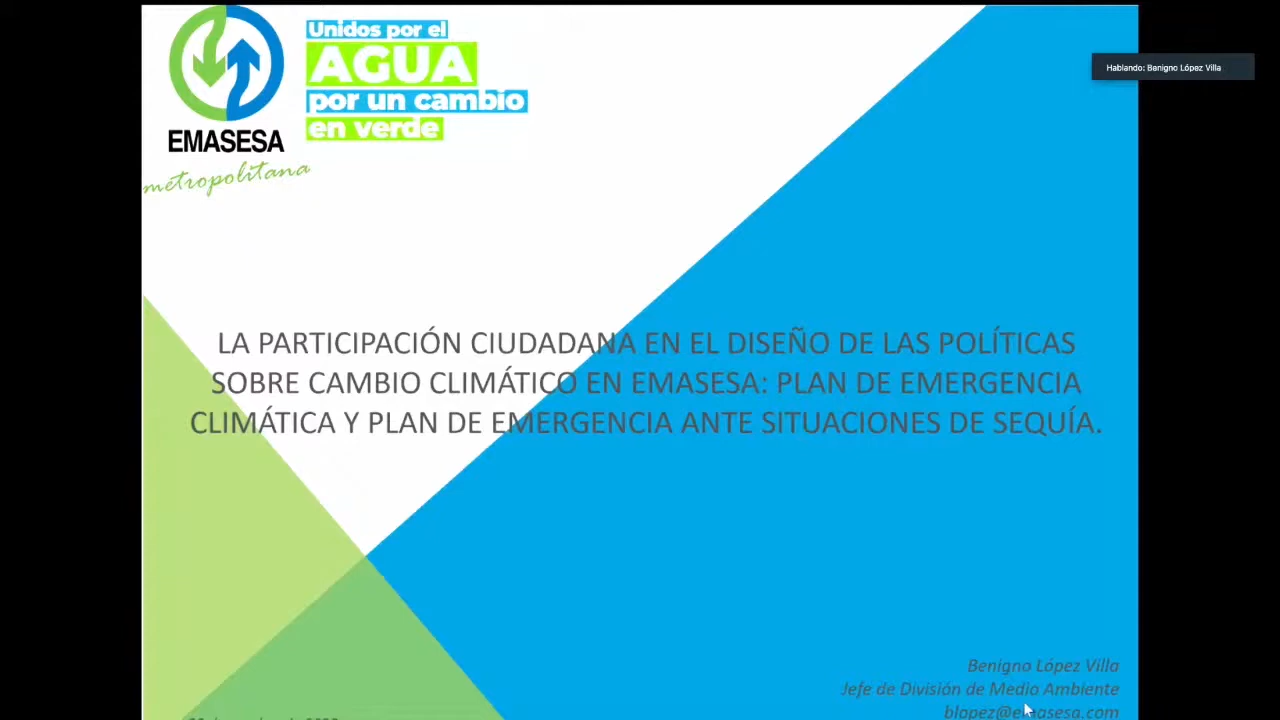 Unidos por el
AGUA
por un cambio
en verde
EMASESA
metropolitana
Hablando: Benigno López Villa
LA PARTICIPACIÓN CIUDADANA EN EL DISEÑO DE LAS POLÍTICAS
SOBRE CAMBIO CLIMÁTICO EN EMASESA: PLAN DE EMERGENCIA
CLIMÁTICA Y PLAN DE EMERGENCIA ANTE SITUACIONES DE SEQUÍA.
Benigno López Villa
Jefe de División de Medio Ambiente
blopez@emasesa.com